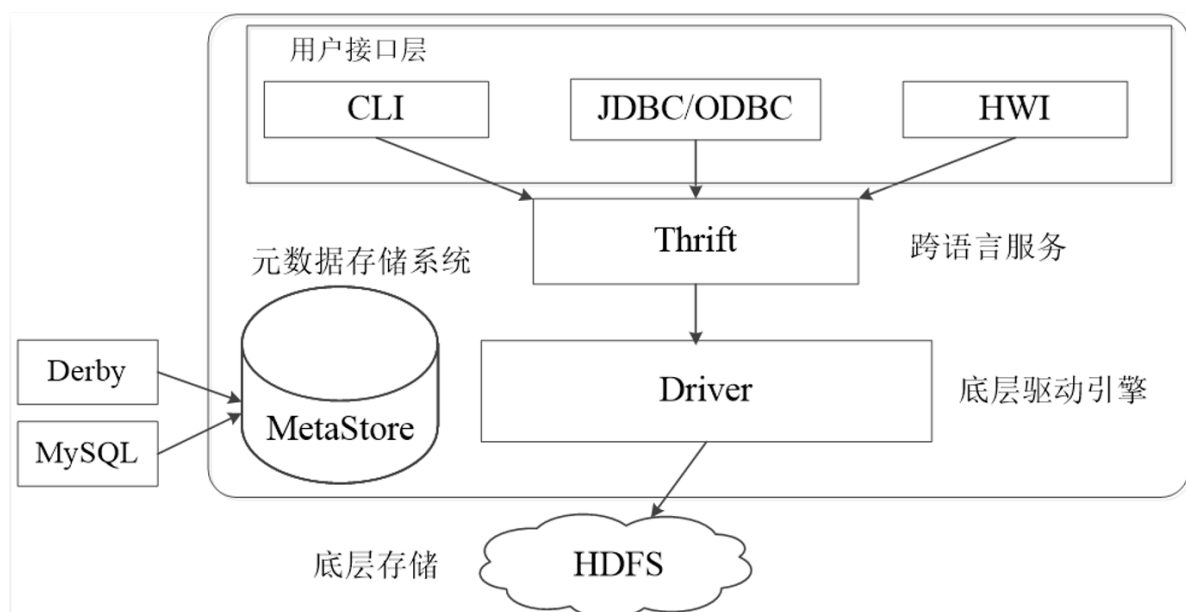 用户接口层
CLI
JDBC/ODBC
HWI
Thrift
跨语言服务
元数据存储系统
Derby
MySQL
MetaStore
Driver
底层驱动引擎
底层存储
HDFS